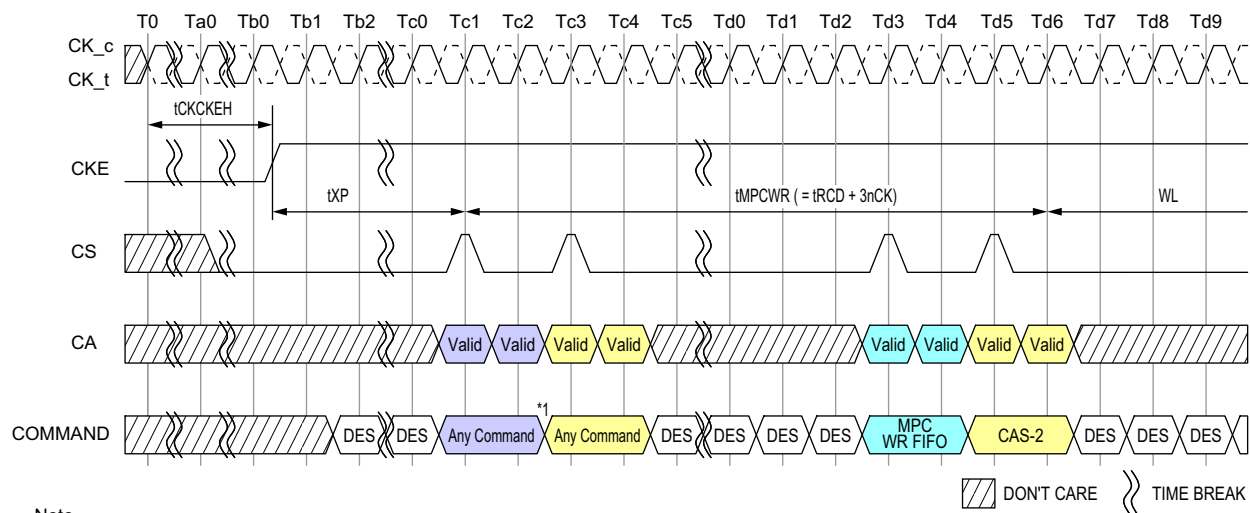 T0 Ta0 Tb0 Tb1 Tb2 Tc0 Tc1 Tc2 Tc3 Tc4 Tc5 Td0 Td1 Td2 Td3 Td4 Td5 Td6 Td7 Td8 Td9
CK_c
CK_t
tCKCKEH
CKE
tXP
tMPCWR ( = tRCD + 3nCK)
WL
CS
CA
Valid Valid Valid Valid Valid Valid Valid Valid
*1
COMMAND
DES DES Any Command Any Command DES DES DES DES MPC
WR FIFO CAS-2 DES DES DES
DON'T CARE
TIME BREAK